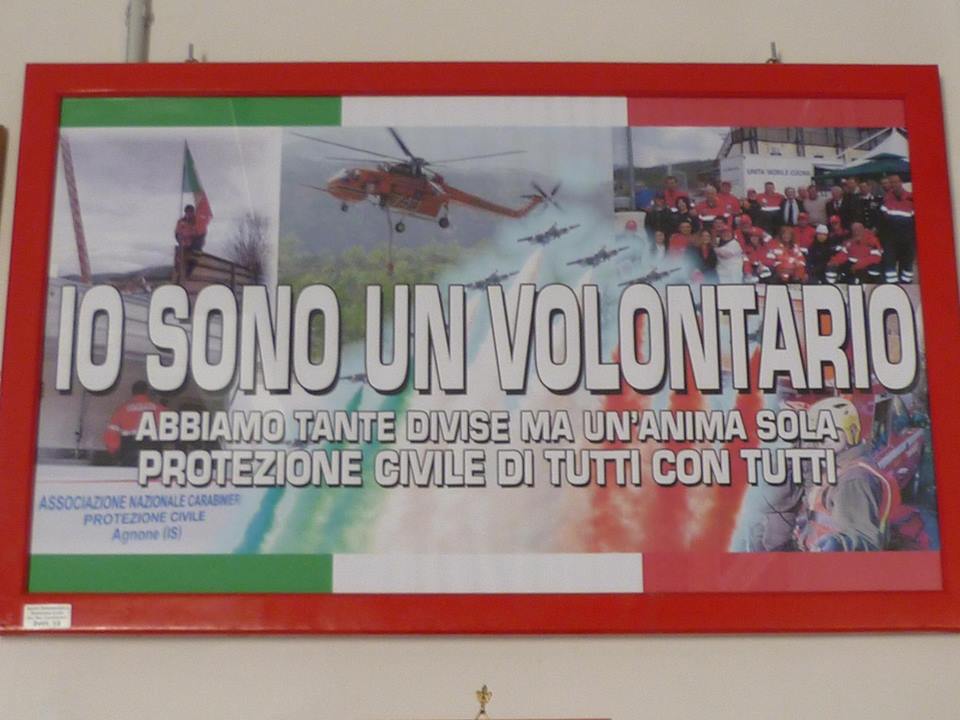 UNITA' MOBILE CUCINA
IO SONO UN VOLONTARIO
ABBIAMO TANTE DIVISE MA UN'ANIMA SOLA
PROTEZIONE CIVILE DI TUTTI CON TUTTI
ASSOCIAZIONE NAZIONALE CARABINIERI
PROTEZIONE CIVILE
Agnone (IS)